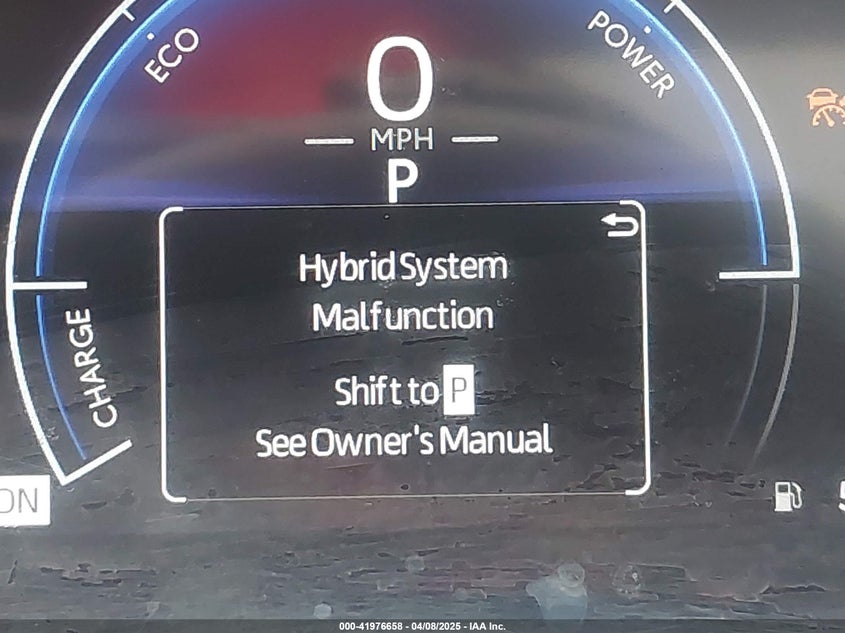 ECO
POWER
0
MPH
P
Hybrid System
Malfunction
Shift to P
See Owner's Manual
CHARGE
ON
000-41976658 - 04/08/2025 - IAA Inc.